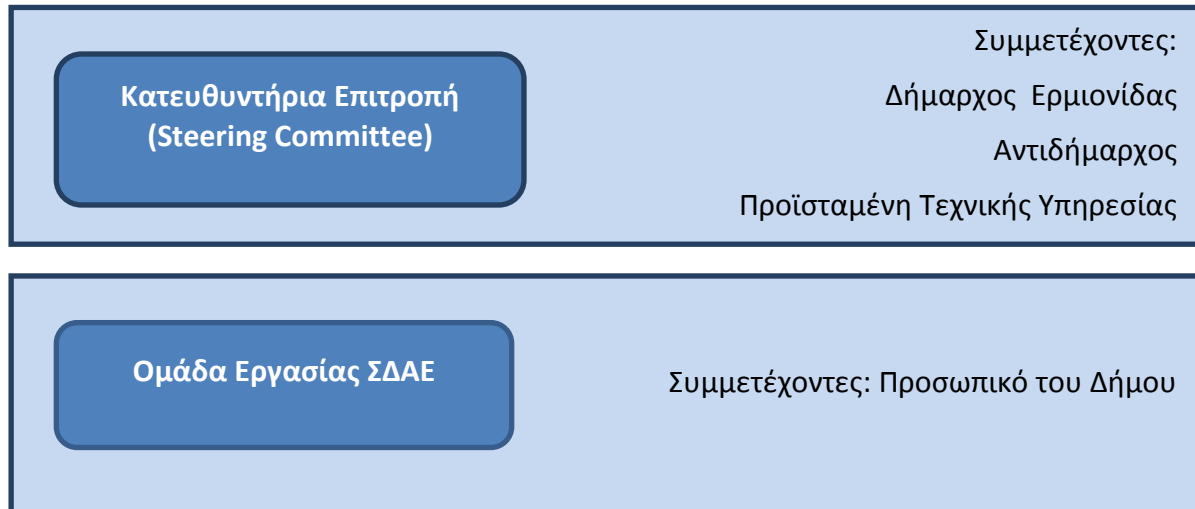 Κατευθυντήρια Επιτροπή
(Steering Committee)
Συμμετέχοντες:
Δήμαρχος Ερμιονίδας
Αντιδήμαρχος
Προϊσταμένη Τεχνικής Υπηρεσίας
Ομάδα Εργασίας ΣΔΑΕ
Συμμετέχοντες: Προσωπικό του Δήμου